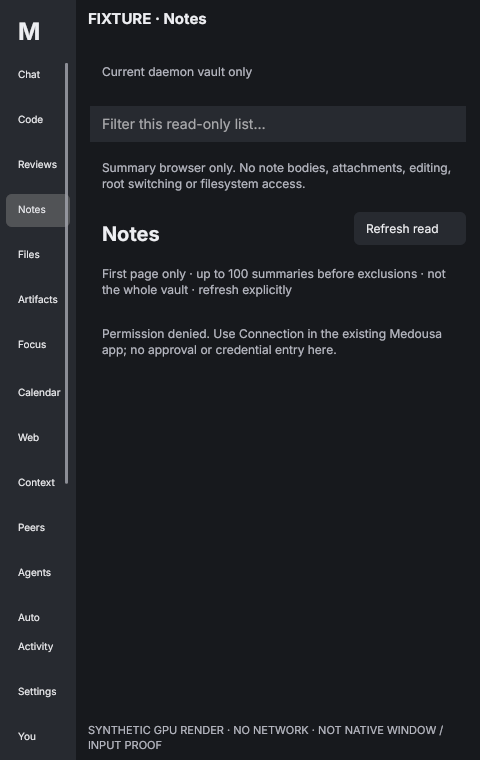 M
Chat
Code
Reviews
Notes
Files
Artifacts
Focus
Calendar
Web
Context
Peers
Agents
Auto
Activity
Settings
You
FIXTURE · Notes
Current daemon vault only
Filter this read-only list...
Summary browser only. No note bodies, attachments, editing,
root switching or filesystem access.
Notes
Refresh read
First page only · up to 100 summaries before exclusions · not
the whole vault · refresh explicitly
Permission denied. Use Connection in the existing Medousa
app; no approval or credential entry here.
SYNTHETIC GPU RENDER · NO NETWORK · NOT NATIVE WINDOW /
INPUT PROOF